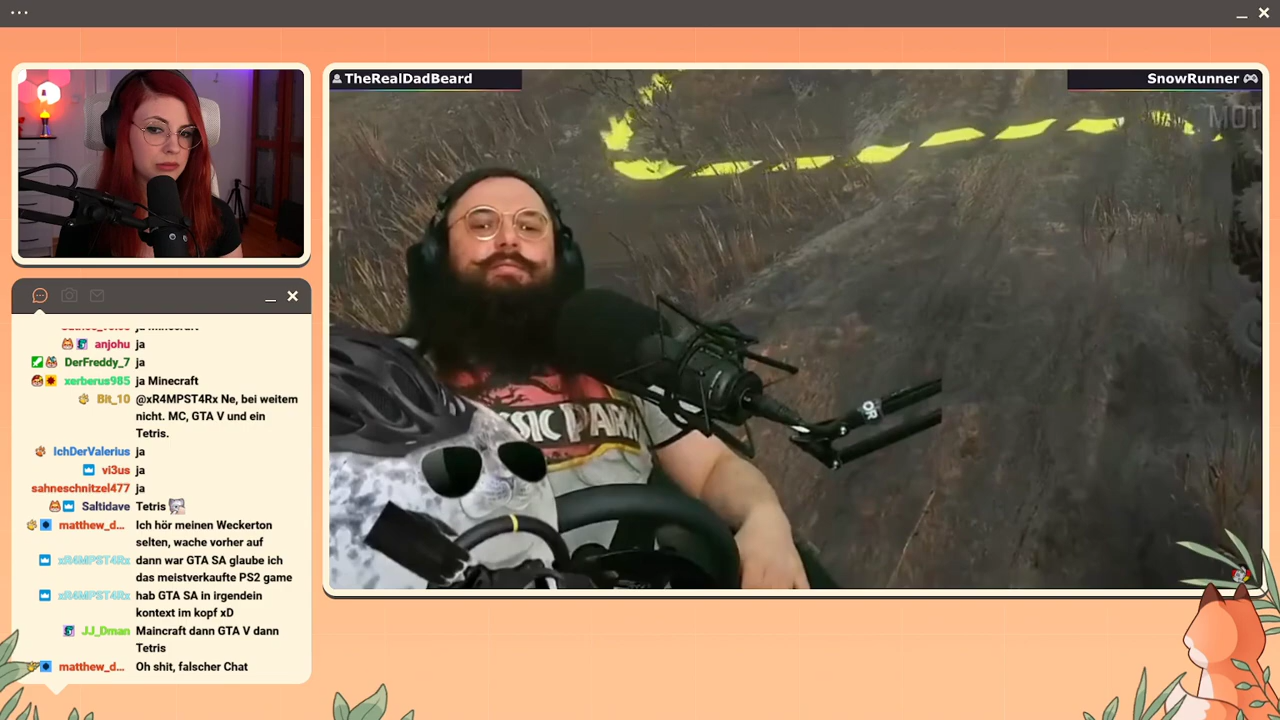 TheRealDadBeard
SnowRunner
MOT
anjohu ja
DerFreddy_7 ja
xerberus985 ja Minecraft
Bit_10 @xR4MPST4Rx Ne, bei weitem
nicht. MC, GTA V und ein
Tetris.
IchDerValerius ja
vi3us ja
sahneschnitzel477 ja
Saltidave Tetris
matthew_d... Ich hör meinen Weckerton
selten, wache vorher auf
xR4MPST4Rx dann war GTA SA glaube ich
das meistverkaufte PS2 game
xR4MPST4Rx hab GTA SA in irgendein
kontext im kopf xD
JJ_Dman Maincraft dann GTA V dann
Tetris
matthew_d... Oh shit, falscher Chat